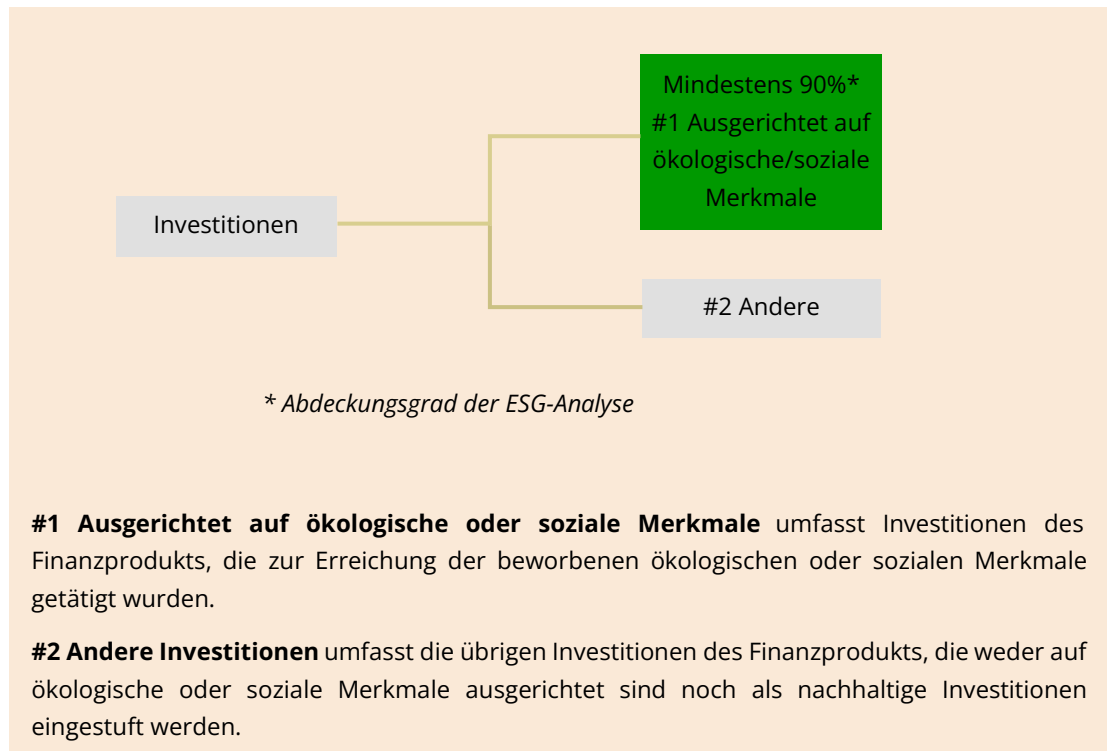 Mindestens 90%*
#1 Ausgerichtet auf
ökologische/soziale
Merkmale
Investitionen
#2 Andere
* Abdeckungsgrad der ESG-Analyse
#1 Ausgerichtet auf ökologische oder soziale Merkmale umfasst Investitionen des
Finanzprodukts, die zur Erreichung der beworbenen ökologischen oder sozialen Merkmale
getätigt wurden.
#2 Andere Investitionen umfasst die übrigen Investitionen des Finanzprodukts, die weder auf
ökologische oder soziale Merkmale ausgerichtet sind noch als nachhaltige Investitionen
eingestuft werden.